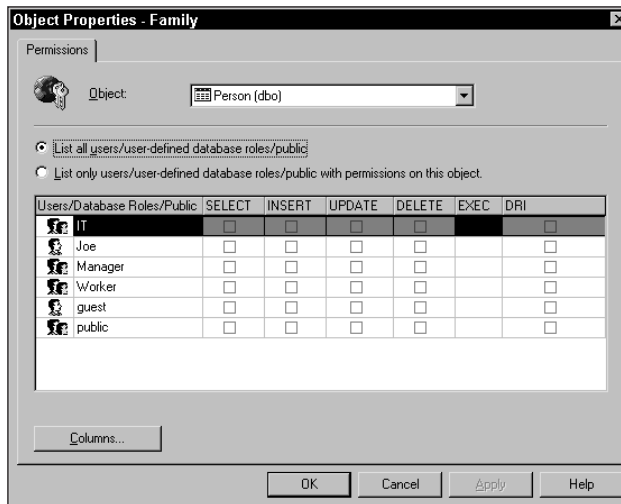 Object Properties - Family
Permissions
Object: Person (dbo)
List all users/user-defined database roles/public
List only users/user-defined database roles/public with permissions on this object.
Users/Database Roles/Public SELECT INSERT UPDATE DELETE EXEC DRI
IT
Joe
Manager
Worker
guest
public
Columns...
OK Cancel Apply Help